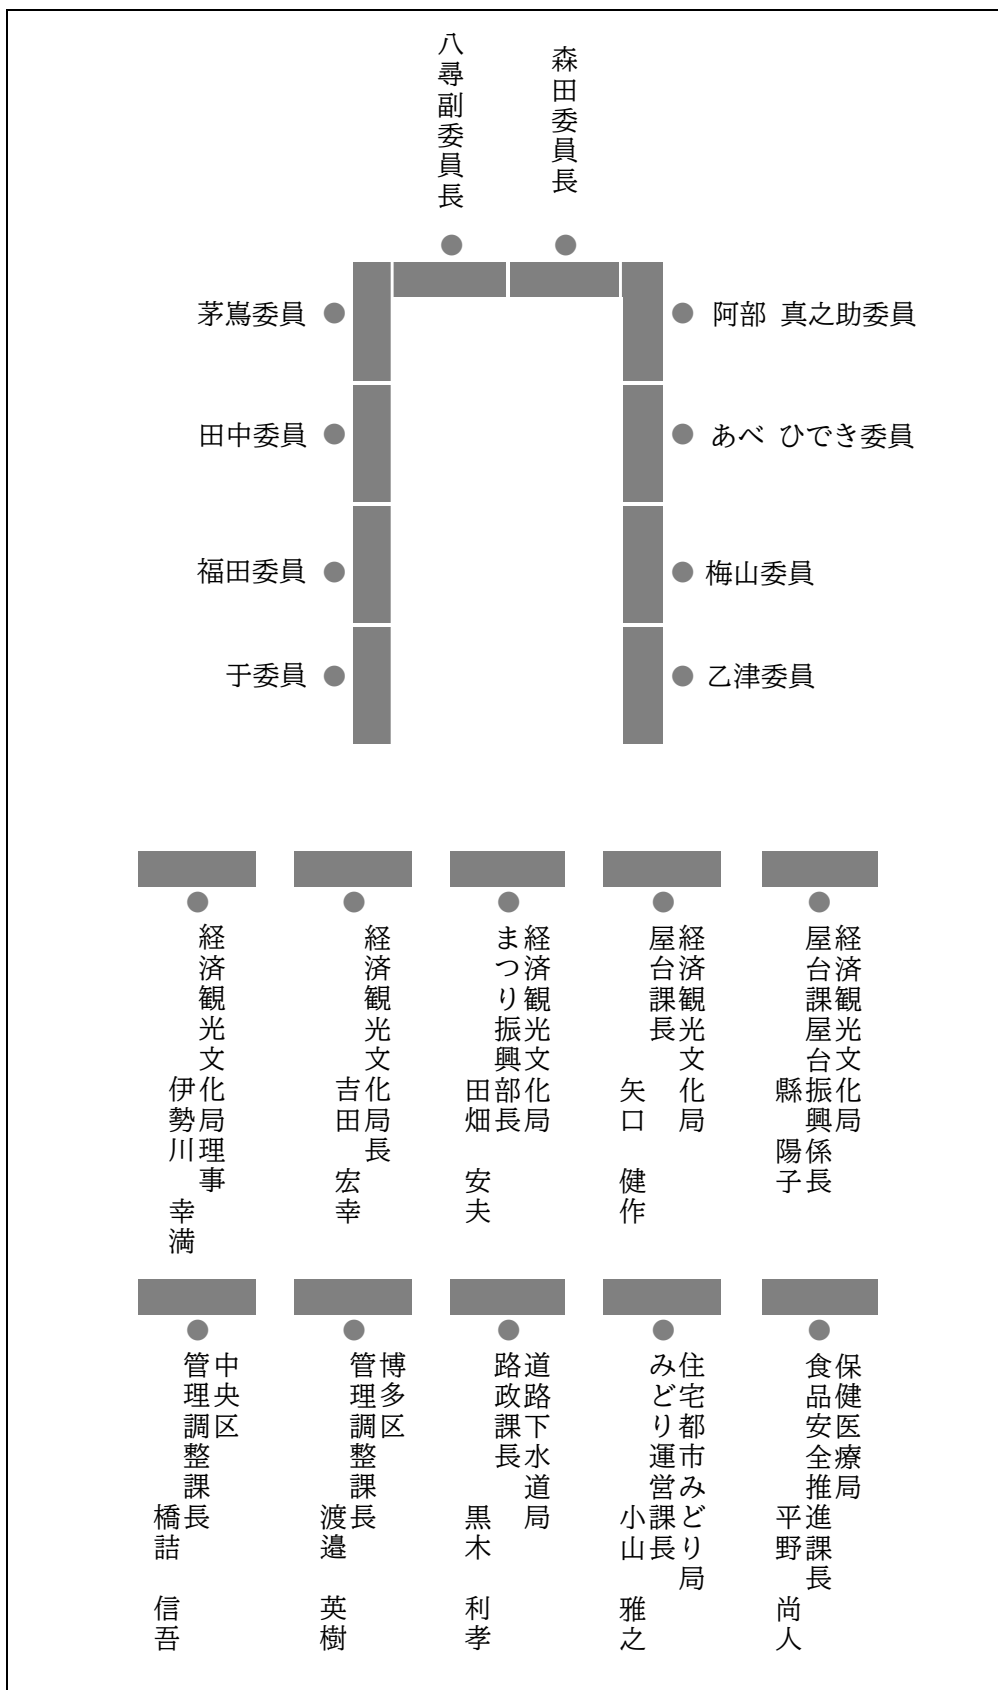 森田委員長
八尋副委員長
茅嶌委員
阿部 真之助委員
田中委員
あべ ひでき委員
福田委員
梅山委員
于委員
乙津委員
経済観光文化局
屋台課屋台振興係長
縣 陽子
経済観光文化局
屋台課長
矢口 健作
経済観光文化局
まつり振興部長
田畑 安夫
経済観光文化局長
吉田 宏幸
経済観光文化局理事
伊勢川 幸満
保健医療局
食品安全推進課長
平野 尚人
住宅都市みどり局
みどり運営課長
小山 雅之
道路下水道局
路政課長
黒木 利孝
博多区
管理調整課長
渡邉 英樹
中央区
管理調整課長
橋詰 信吾